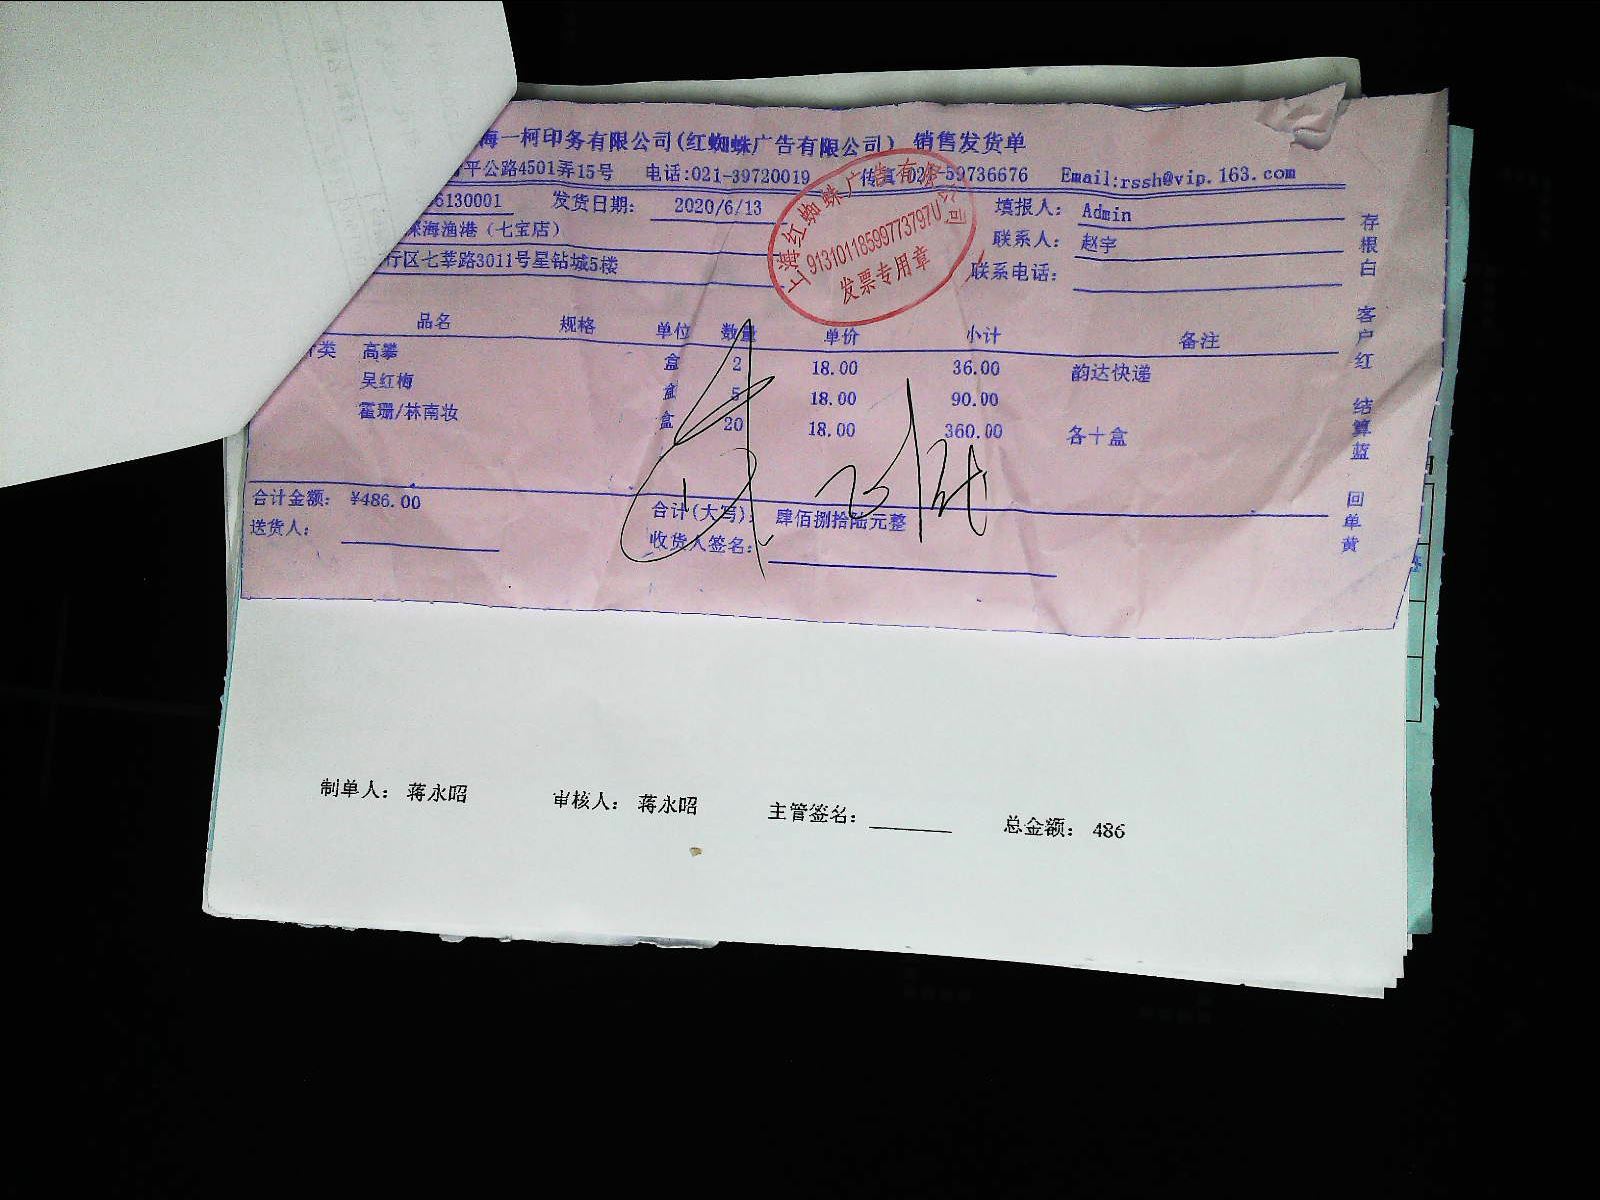 海一柯印务有限公司(红蜘蛛广告有限公司) 销售发货单
平公路4501弄15号 电话:021-39720019 传真:021-59736676 Email:rssh@vip.163.com
6130001 发货日期: 2020/6/13 填报人: Admin
深海渔港（七宝店） 联系人: 赵宇
行区七莘路3011号星钻城5楼 联系电话:
上海红蜘蛛广告有限公司
91310118599773797U
发票专用章
品名 规格 单位 数量 单价 小计 备注
类 高攀 盒 2 18.00 36.00 韵达快递
吴红梅 盒 5 18.00 90.00
霍珊/林南妆 盒 20 18.00 360.00 各十盒
合计金额: ¥486.00 合计(大写): 肆佰捌拾陆元整
送货人: 收货人签名:
存根白 客户红 结算蓝 回单黄
制单人: 蒋永昭 审核人: 蒋永昭 主管签名: 总金额: 486